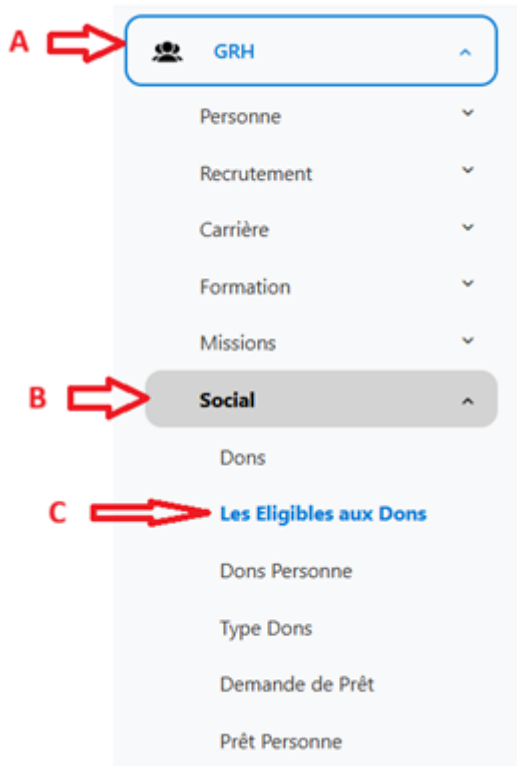 A GRH
Personne
Recrutement
Carrière
Formation
Missions
B Social
Dons
C Les Eligibles aux Dons
Dons Personne
Type Dons
Demande de Prêt
Prêt Personne